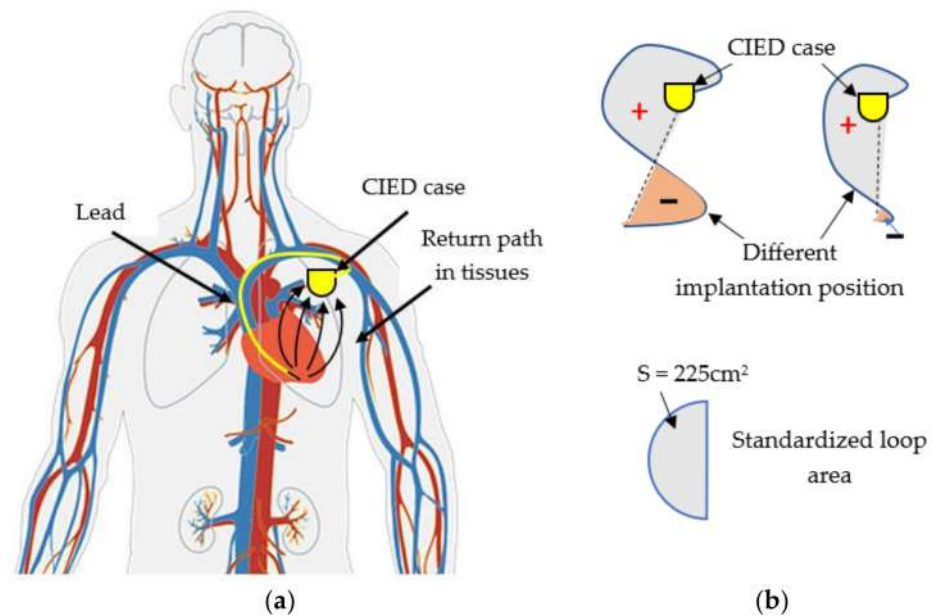 CIED case
Lead
Return path
in tissues
(a)
CIED case
+
+
−
−
Different
implantation position
S = 225cm²
Standardized loop
area
(b)